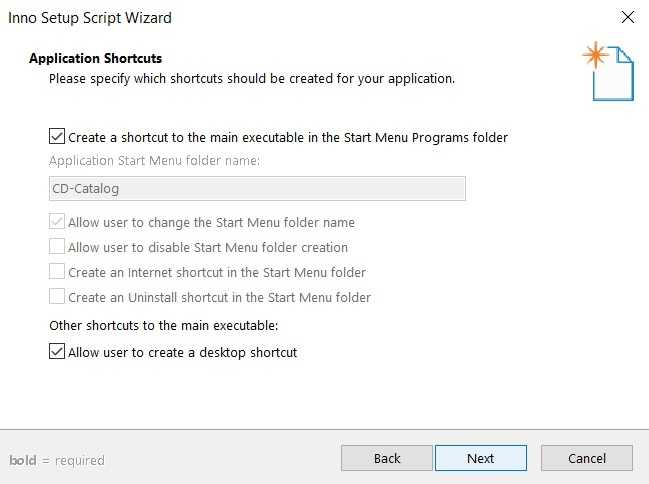 Inno Setup Script Wizard
Application Shortcuts
Please specify which shortcuts should be created for your application.
Create a shortcut to the main executable in the Start Menu Programs folder
Application Start Menu folder name:
CD-Catalog
Allow user to change the Start Menu folder name
Allow user to disable Start Menu folder creation
Create an Internet shortcut in the Start Menu folder
Create an Uninstall shortcut in the Start Menu folder
Other shortcuts to the main executable:
Allow user to create a desktop shortcut
bold = required
Back
Next
Cancel